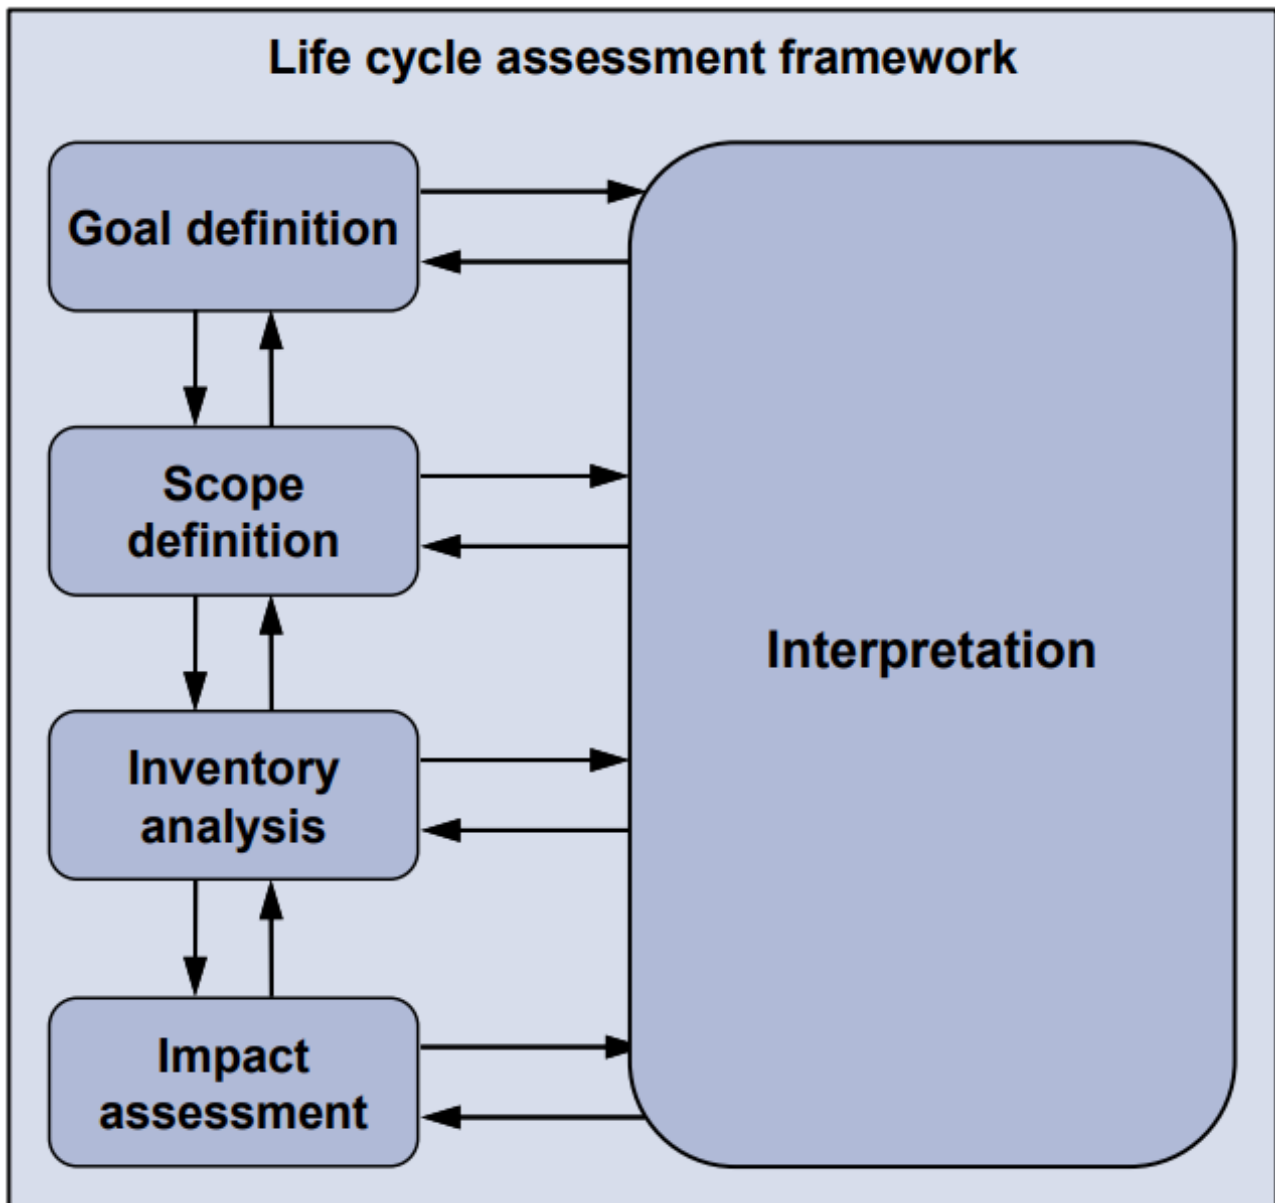 Life cycle assessment framework
Goal definition
Scope
definition
Inventory
analysis
Impact
assessment
Interpretation